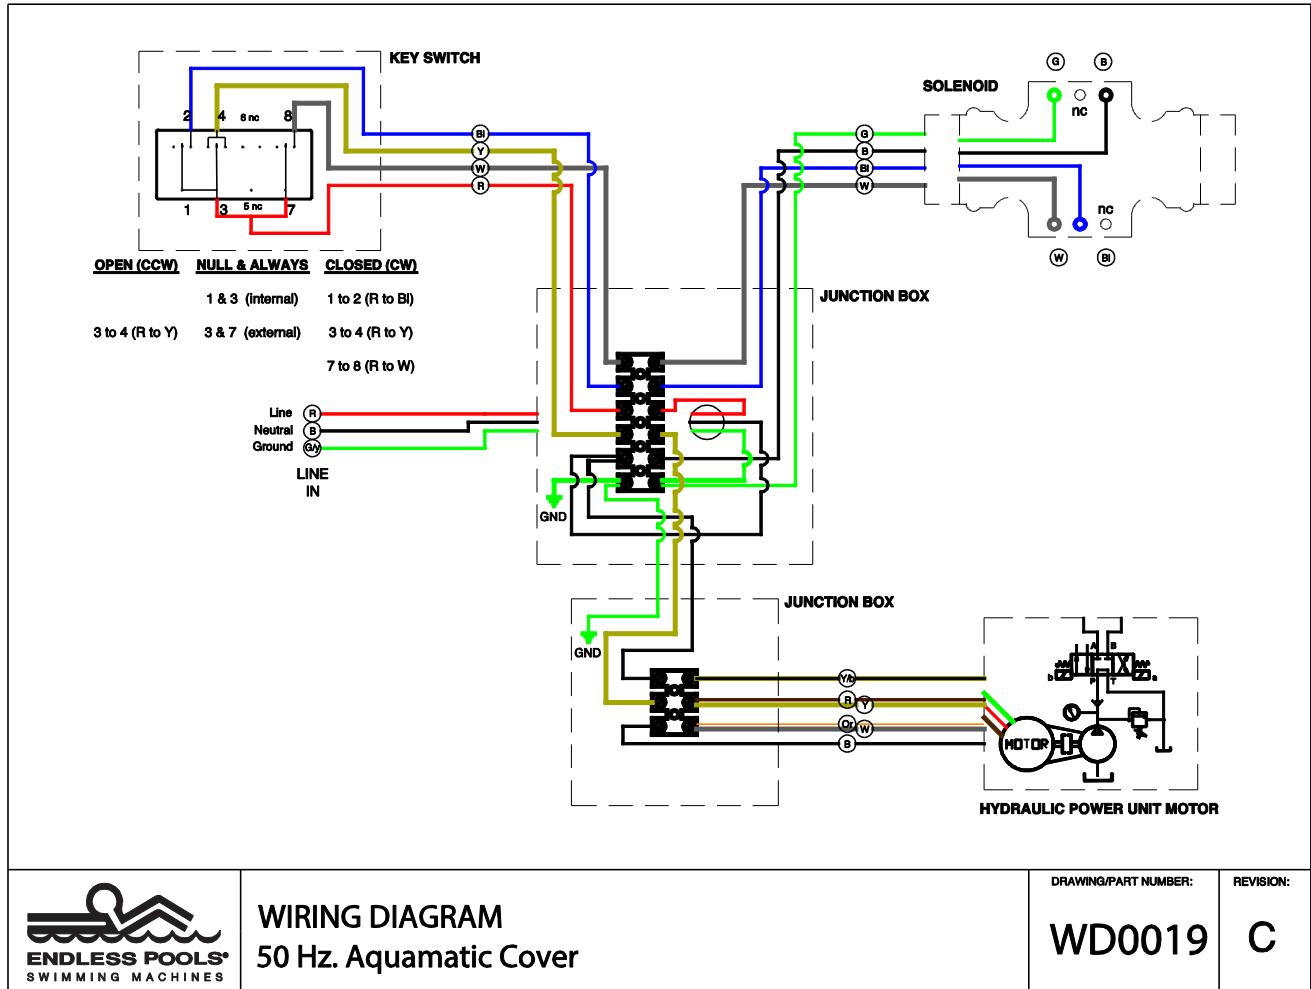 KEY SWITCH
2 4 6 nc 8
1 3 5 nc 7
OPEN (CCW) NULL & ALWAYS CLOSED (CW)
1 & 3 (internal) 1 to 2 (R to Bl)
3 to 4 (R to Y) 3 & 7 (external) 3 to 4 (R to Y)
7 to 8 (R to W)
Bl
Y
W
R
G
B
Bl
W
SOLENOID
G B
nc
nc
W Bl
JUNCTION BOX
Line R
Neutral B
Ground G/y
LINE
IN
GND
JUNCTION BOX
GND
Y/b
R Y
Or W
B
A B
b a
P T
MOTOR
HYDRAULIC POWER UNIT MOTOR
ENDLESS POOLS®
SWIMMING MACHINES
WIRING DIAGRAM
50 Hz. Aquamatic Cover
DRAWING/PART NUMBER:
WD0019
REVISION:
C